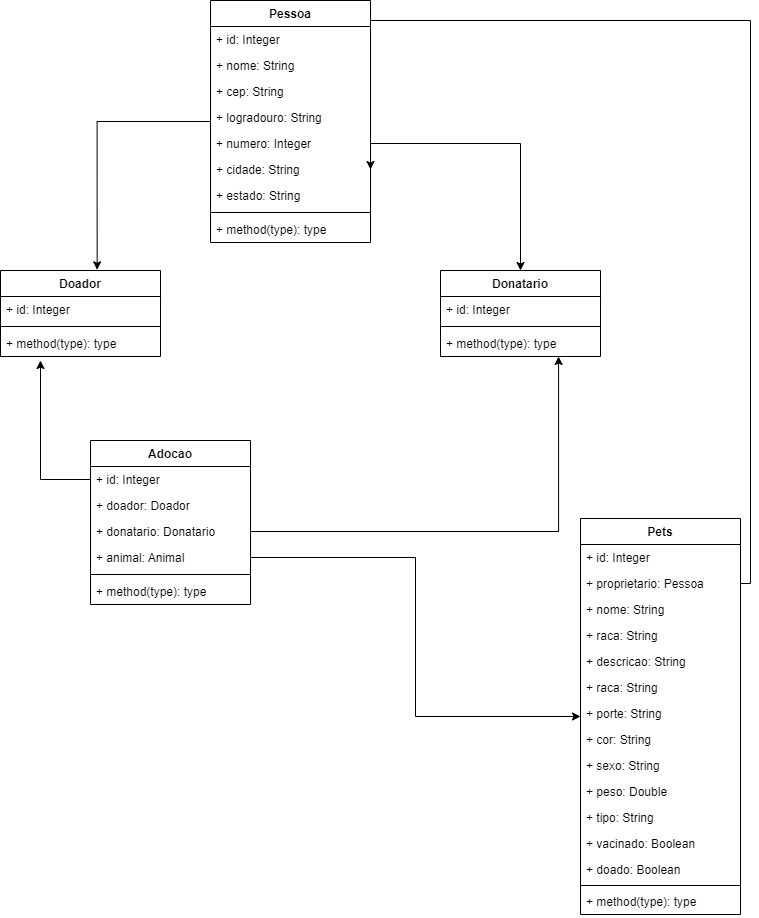 Pessoa
+ id: Integer
+ nome: String
+ cep: String
+ logradouro: String
+ numero: Integer
+ cidade: String
+ estado: String
+ method(type): type
Doador
+ id: Integer
+ method(type): type
Donatario
+ id: Integer
+ method(type): type
Adocao
+ id: Integer
+ doador: Doador
+ donatario: Donatario
+ animal: Animal
+ method(type): type
Pets
+ id: Integer
+ proprietario: Pessoa
+ nome: String
+ raca: String
+ descricao: String
+ raca: String
+ porte: String
+ cor: String
+ sexo: String
+ peso: Double
+ tipo: String
+ vacinado: Boolean
+ doado: Boolean
+ method(type): type